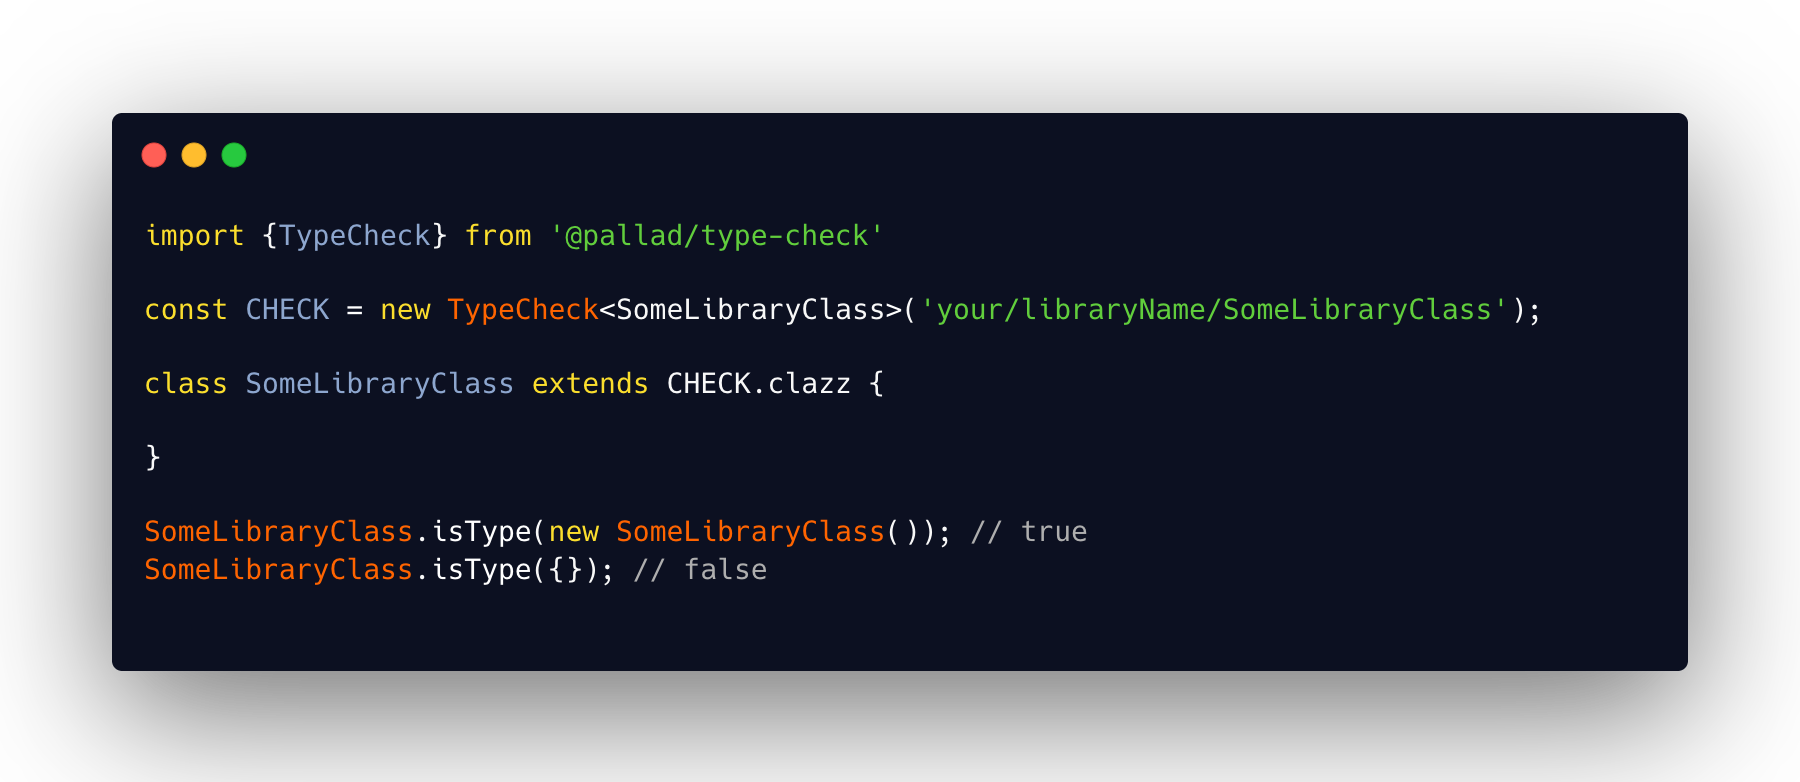 import {TypeCheck} from '@pallad/type-check'
const CHECK = new TypeCheck<SomeLibraryClass>('your/libraryName/SomeLibraryClass');
class SomeLibraryClass extends CHECK.clazz {
}
SomeLibraryClass.isType(new SomeLibraryClass()); // true
SomeLibraryClass.isType({}); // false